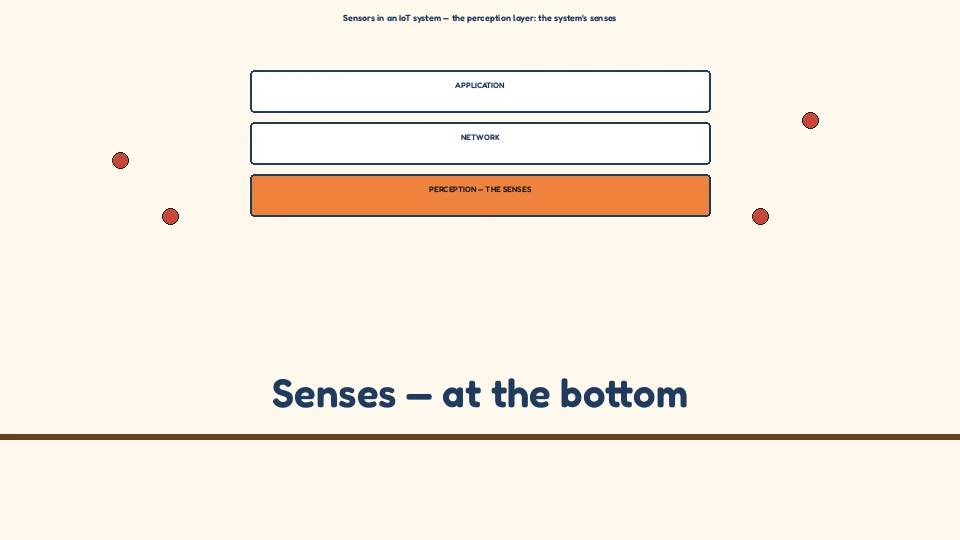 Sensors in an IoT system — the perception layer: the system's senses
APPLICATION
NETWORK
PERCEPTION — THE SENSES
Senses — at the bottom